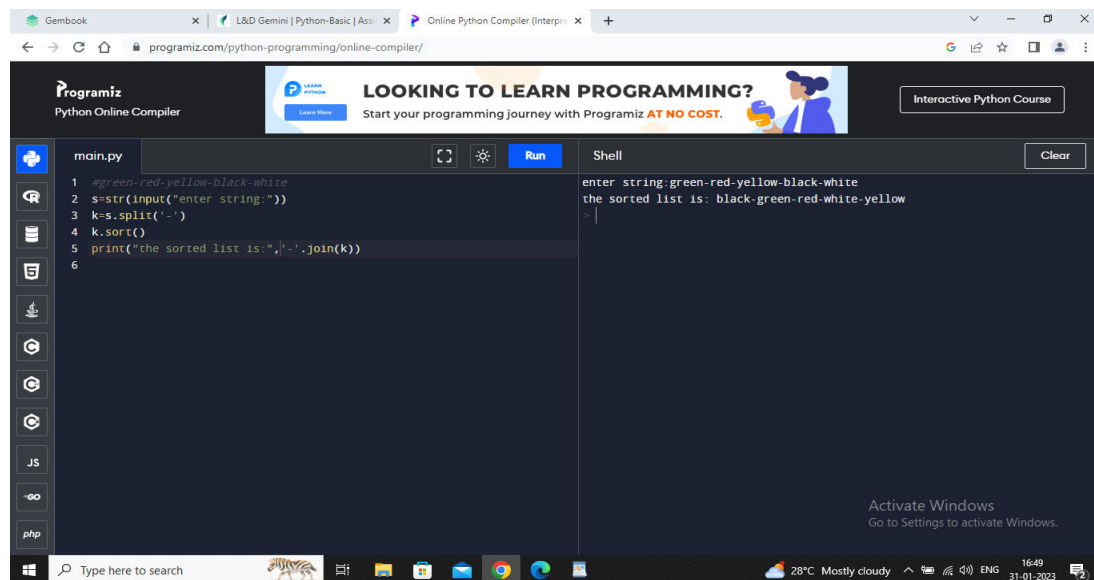 Gembook
L&D Gemini | Python-Basic | Assi
Online Python Compiler (Interpre
programiz.com/python-programming/online-compiler/
Programiz
Python Online Compiler
LEARN PYTHON
Learn More
LOOKING TO LEARN PROGRAMMING?
Start your programming journey with Programiz AT NO COST.
Interactive Python Course
main.py
Run
Shell
Clear
1 #green-red-yellow-black-white
2 s=str(input("enter string:"))
3 k=s.split('-')
4 k.sort()
5 print("the sorted list is:",'-'.join(k))
6
enter string:green-red-yellow-black-white
the sorted list is: black-green-red-white-yellow
>
JS
GO
php
Activate Windows
Go to Settings to activate Windows.
Type here to search
28°C Mostly cloudy
ENG
16:49
31-01-2023
2